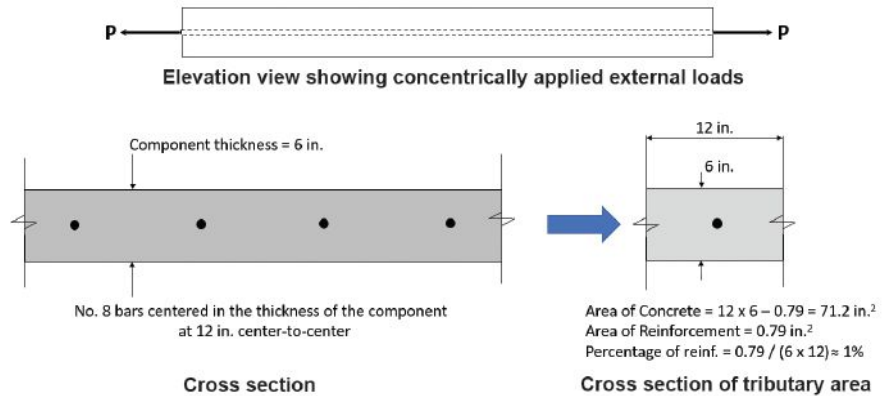 P
P
Elevation view showing concentrically applied external loads
Component thickness = 6 in.
No. 8 bars centered in the thickness of the component
at 12 in. center-to-center
Cross section
12 in.
6 in.
Area of Concrete = 12 x 6 – 0.79 = 71.2 in.²
Area of Reinforcement = 0.79 in.²
Percentage of reinf. = 0.79 / (6 x 12) ≈ 1%
Cross section of tributary area